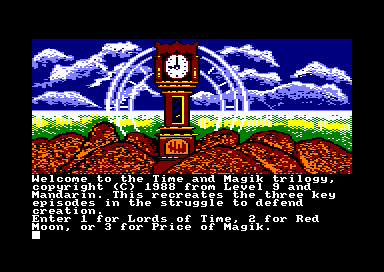 Welcome to the Time and Magik trilogy,
copyright (C) 1988 from Level 9 and
Mandarin. This recreates the three key
episodes in the struggle to defend
creation.
Enter 1 for Lords of Time, 2 for Red
Moon, or 3 for Price of Magik.